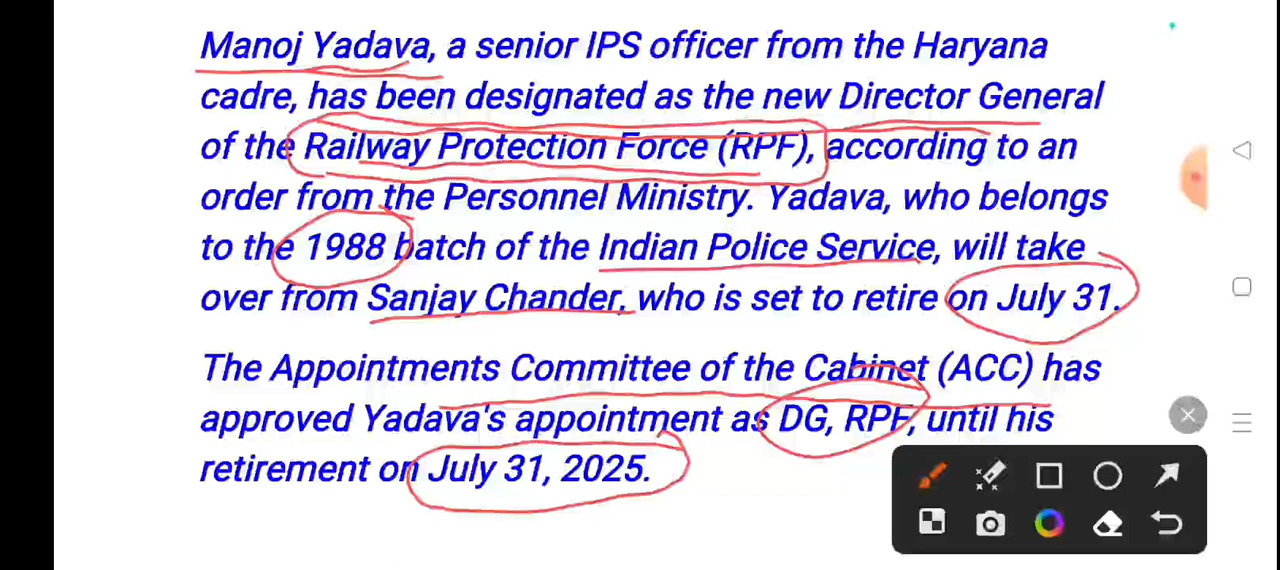 Manoj Yadava, a senior IPS officer from the Haryana
cadre, has been designated as the new Director General
of the Railway Protection Force (RPF), according to an
order from the Personnel Ministry. Yadava, who belongs
to the 1988 batch of the Indian Police Service, will take
over from Sanjay Chander, who is set to retire on July 31.
The Appointments Committee of the Cabinet (ACC) has
approved Yadava's appointment as DG, RPF, until his
retirement on July 31, 2025.